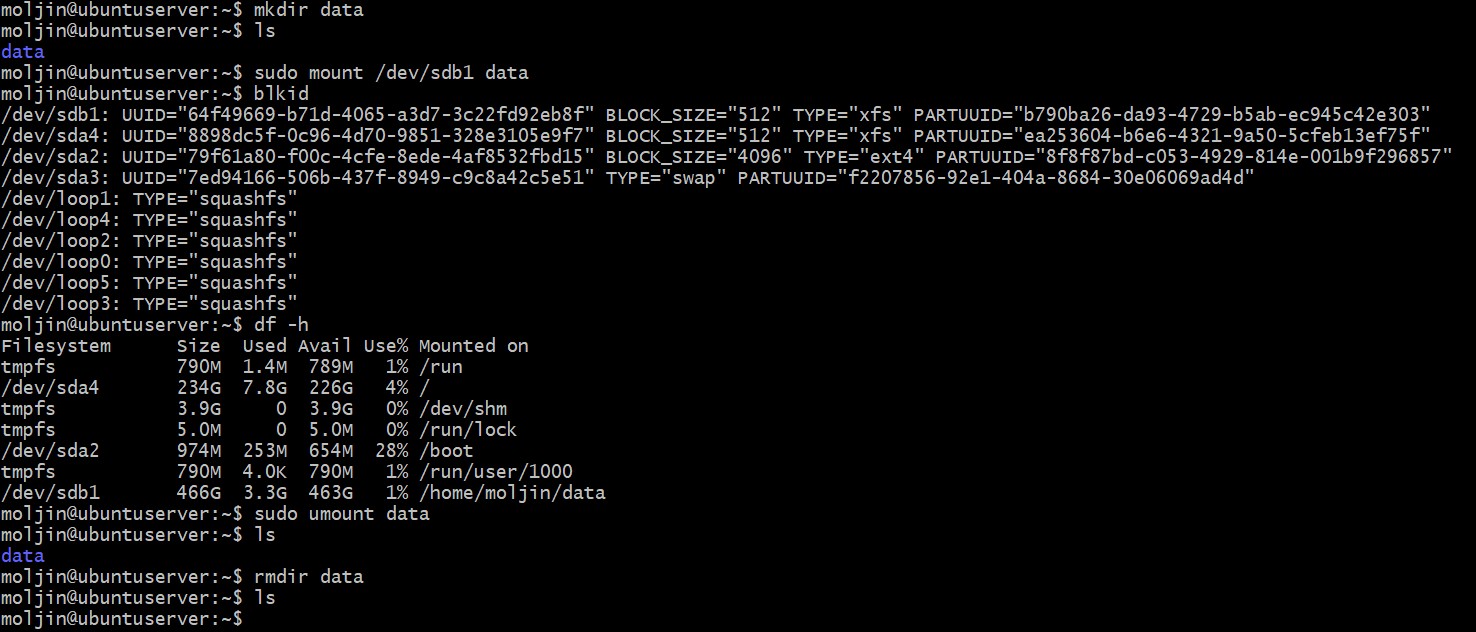 moljin@ubuntuserver:~$ mkdir data
moljin@ubuntuserver:~$ ls
data
moljin@ubuntuserver:~$ sudo mount /dev/sdb1 data
moljin@ubuntuserver:~$ blkid
/dev/sdb1: UUID="64f49669-b71d-4065-a3d7-3c22fd92eb8f" BLOCK_SIZE="512" TYPE="xfs" PARTUUID="b790ba26-da93-4729-b5ab-ec945c42e303"
/dev/sda4: UUID="8898dc5f-0c96-4d70-9851-328e3105e9f7" BLOCK_SIZE="512" TYPE="xfs" PARTUUID="ea253604-b6e6-4321-9a50-5cfeb13ef75f"
/dev/sda2: UUID="79f61a80-f00c-4cfe-8ede-4af8532fbd15" BLOCK_SIZE="4096" TYPE="ext4" PARTUUID="8f8f87bd-c053-4929-814e-001b9f296857"
/dev/sda3: UUID="7ed94166-506b-437f-8949-c9c8a42c5e51" TYPE="swap" PARTUUID="f2207856-92e1-404a-8684-30e06069ad4d"
/dev/loop1: TYPE="squashfs"
/dev/loop4: TYPE="squashfs"
/dev/loop2: TYPE="squashfs"
/dev/loop0: TYPE="squashfs"
/dev/loop5: TYPE="squashfs"
/dev/loop3: TYPE="squashfs"
moljin@ubuntuserver:~$ df -h
Filesystem      Size  Used Avail Use% Mounted on
tmpfs           790M  1.4M  789M   1% /run
/dev/sda4       234G  7.8G  226G   4% /
tmpfs           3.9G     0  3.9G   0% /dev/shm
tmpfs           5.0M     0  5.0M   0% /run/lock
/dev/sda2       974M  253M  654M  28% /boot
tmpfs           790M  4.0K  790M   1% /run/user/1000
/dev/sdb1       466G  3.3G  463G   1% /home/moljin/data
moljin@ubuntuserver:~$ sudo umount data
moljin@ubuntuserver:~$ ls
data
moljin@ubuntuserver:~$ rmdir data
moljin@ubuntuserver:~$ ls
moljin@ubuntuserver:~$